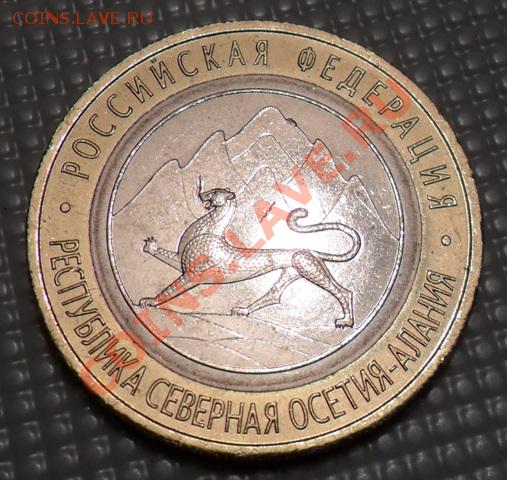 COINS.LAVE.RU
РОССИЙСКАЯ ФЕДЕРАЦИЯ
РЕСПУБЛИКА СЕВЕРНАЯ ОСЕТИЯ-АЛАНИЯ
COINS.LAVE.RU